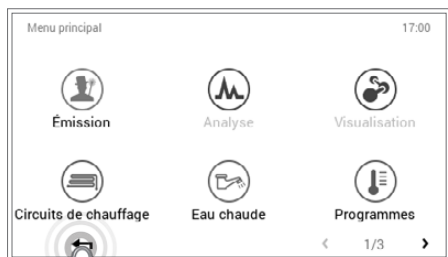 Menu principal 17:00
Émission Analyse Visualisation
Circuits de chauffage Eau chaude Programmes
1/3